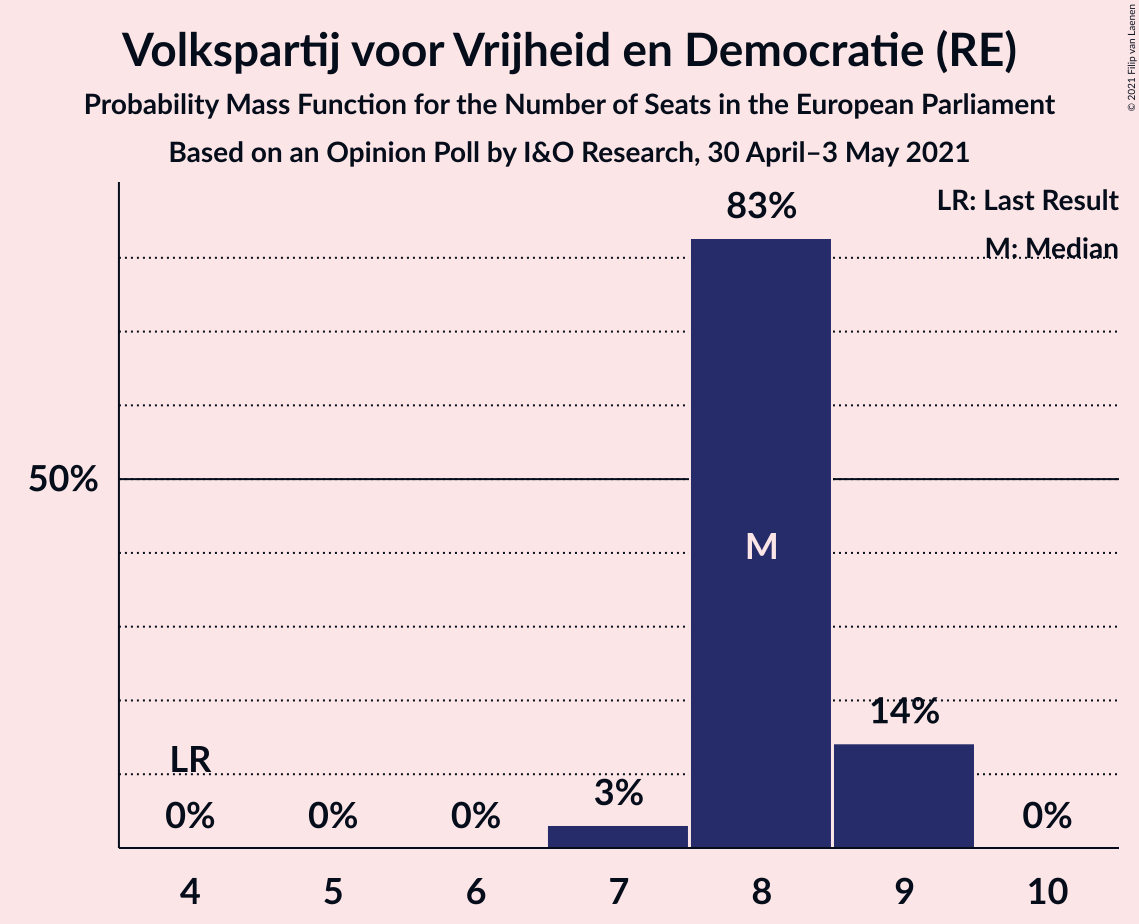 Volkspartij voor Vrijheid en Democratie (RE)
Probability Mass Function for the Number of Seats in the European Parliament
Based on an Opinion Poll by I&O Research, 30 April–3 May 2021
© 2021 Filip van Laenen
LR: Last Result
M: Median
83%
50%
M
14%
LR
3%
0% 0% 0% 0%
4 5 6 7 8 9 10